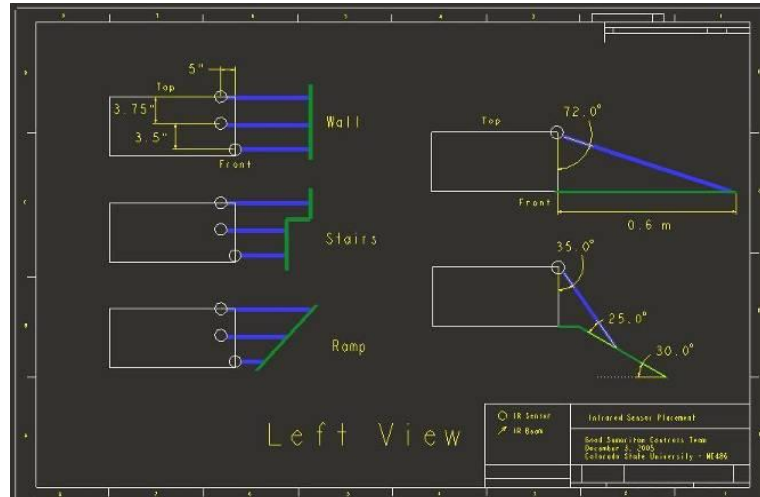 5"
Top
3.75"
3.5"
Front
Wall
Stairs
Ramp
Top
72.0°
Front
0.6 m
35.0°
25.0°
30.0°
Left View
IR Sensor
IR Beam
Infrared Sensor Placement
Good Samaritan Controls Team
December 3, 2005
Colorado State University - ME486